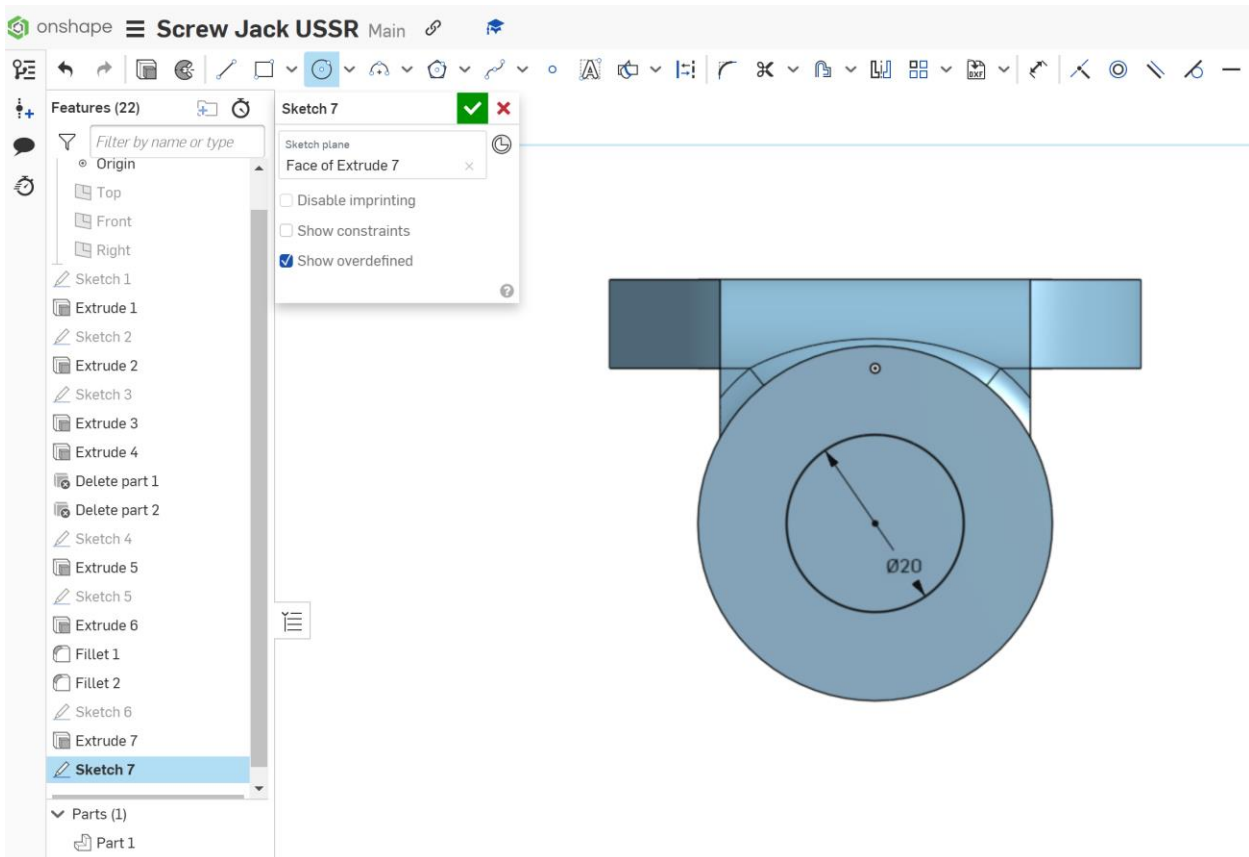 onshape Screw Jack USSR Main
DXF
Features (22)
Filter by name or type
Origin
Top
Front
Right
Sketch 1
Extrude 1
Sketch 2
Extrude 2
Sketch 3
Extrude 3
Extrude 4
Delete part 1
Delete part 2
Sketch 4
Extrude 5
Sketch 5
Extrude 6
Fillet 1
Fillet 2
Sketch 6
Extrude 7
Sketch 7
Parts (1)
Part 1
Sketch 7
Sketch plane
Face of Extrude 7
Disable imprinting
Show constraints
Show overdefined
Ø20